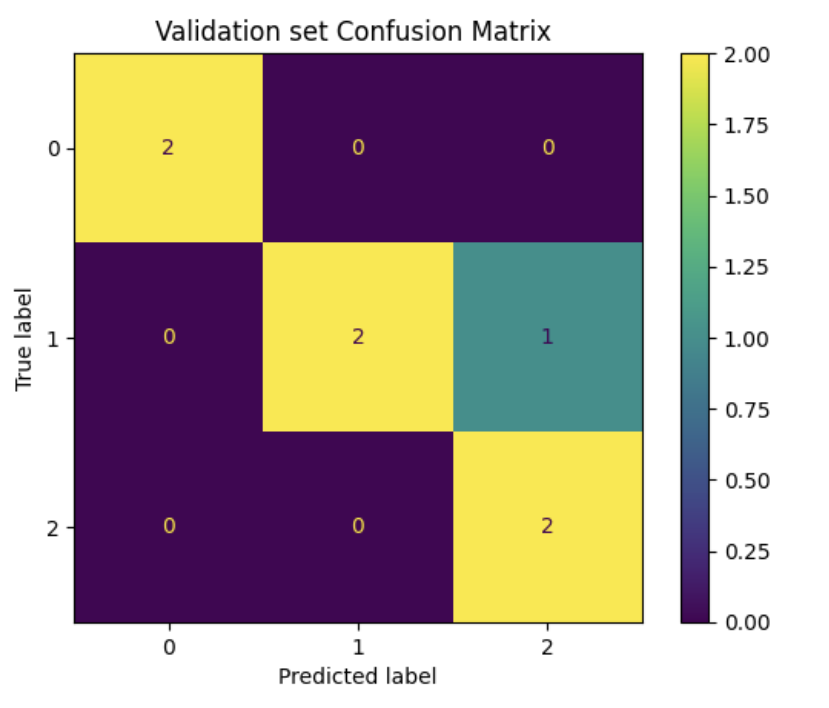 Validation set Confusion Matrix
0
2 0 0
True label
1
0 2 1
2
0 0 2
0 1 2
Predicted label
2.00
1.75
1.50
1.25
1.00
0.75
0.50
0.25
0.00